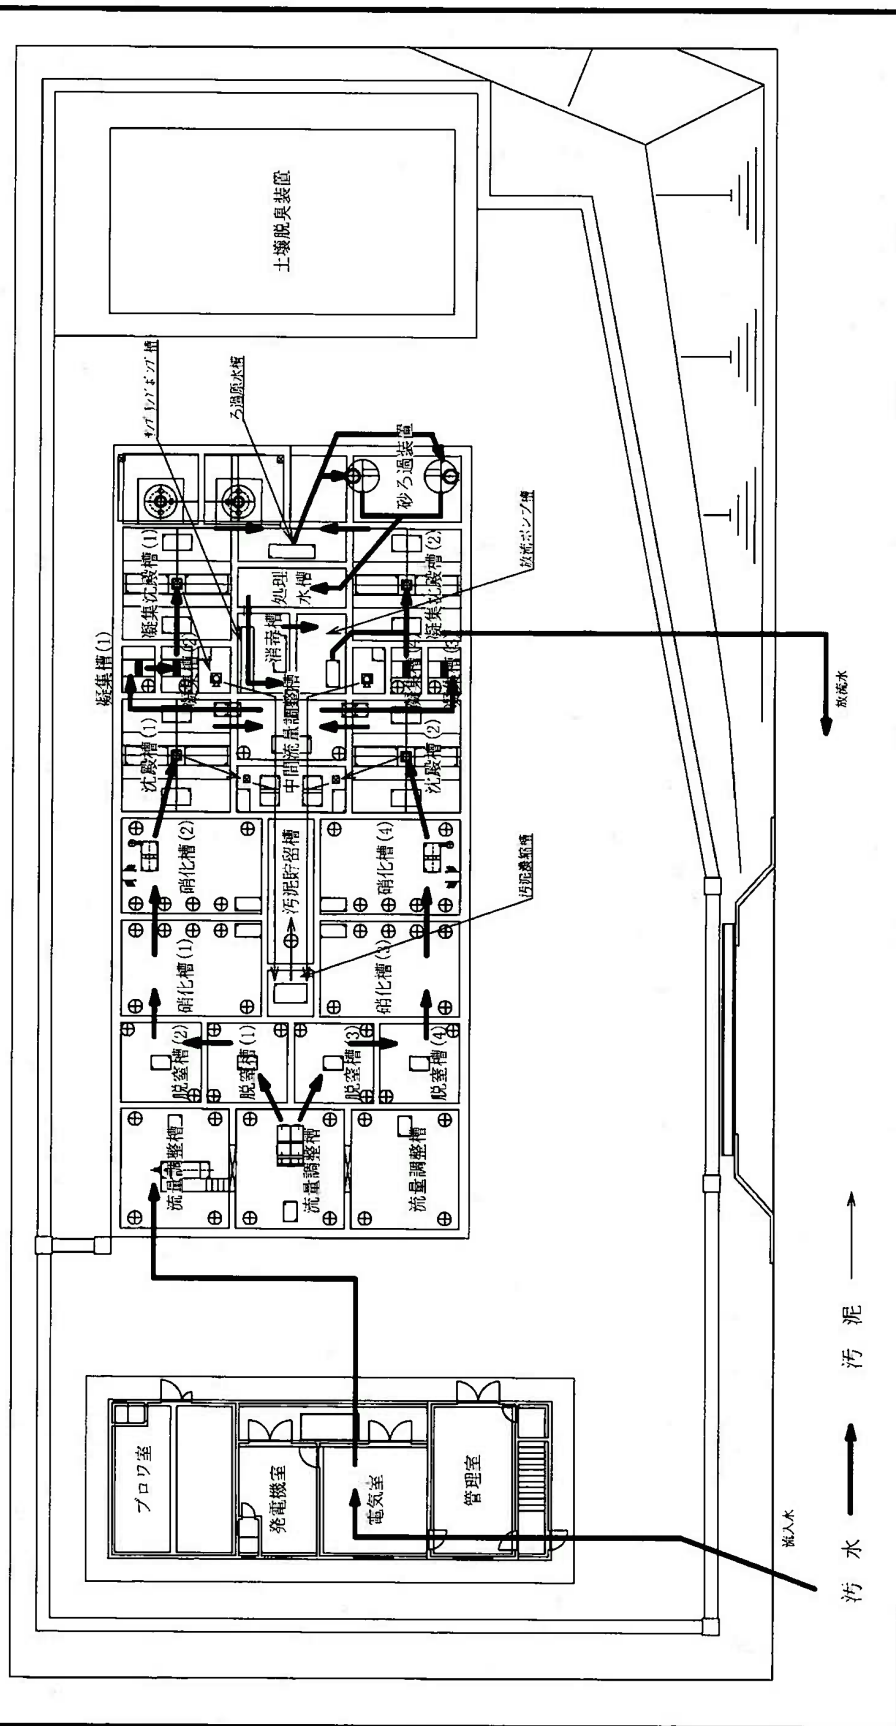 土壌脱臭装置
サンプリングポンプ槽
ろ過原水槽
砂ろ過装置
放流ポンプ槽
凝集沈殿槽(1)
処理
水槽
凝集沈殿槽(2)
消毒槽
凝集槽(1)
中間流量調整槽
沈殿槽(1)
沈殿槽(2)
放流水
硝化槽(2)
汚泥貯留槽
硝化槽(4)
汚泥濃縮槽
硝化槽(1)
硝化槽(3)
脱窒槽(2)
脱窒槽(1)
脱窒槽(3)
脱窒槽(4)
流量調整槽
流量調整槽
流量調整槽
ブロワ室
発電機室
電気室
管理室
流入水
汚水
汚泥